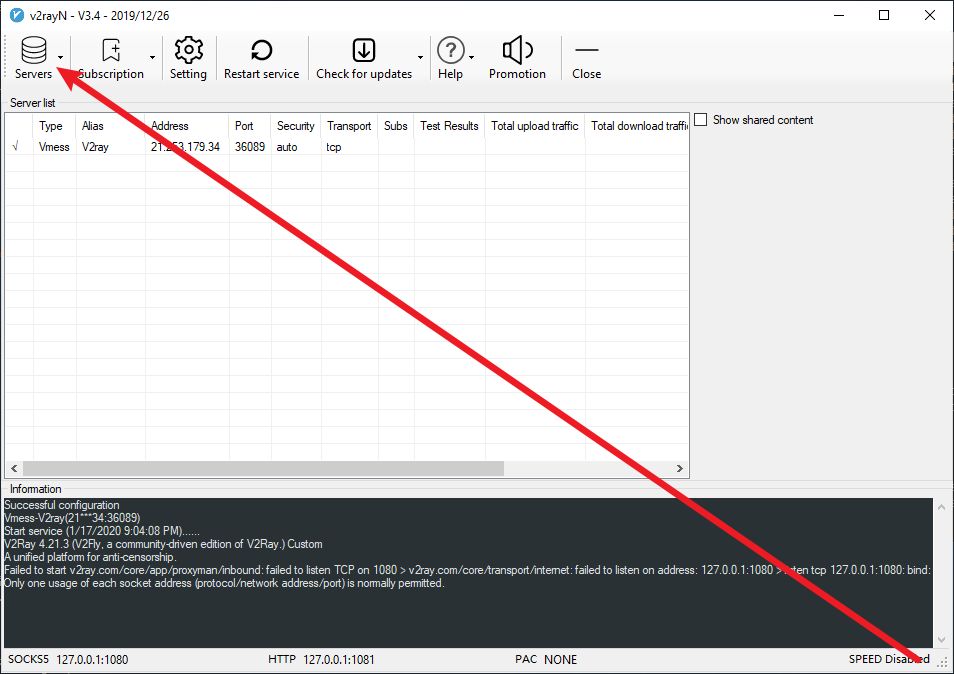 v2rayN - V3.4 - 2019/12/26
Servers Subscription Setting Restart service Check for updates Help Promotion Close
Server list
Type Alias Address Port Security Transport Subs Test Results Total upload traffic Total download traffic
Show shared content
√ Vmess V2ray 21.253.179.34 36089 auto tcp
Information
Successful configuration
Vmess-V2ray(21***34:36089)
Start service (1/17/2020 9:04:08 PM)......
V2Ray 4.21.3 (V2Fly, a community-driven edition of V2Ray.) Custom
A unified platform for anti-censorship.
Failed to start v2ray.com/core/app/proxyman/inbound: failed to listen TCP on 1080 > v2ray.com/core/transport/internet: failed to listen on address: 127.0.0.1:1080 > listen tcp 127.0.0.1:1080: bind:
Only one usage of each socket address (protocol/network address/port) is normally permitted.
SOCKS5 127.0.0.1:1080 HTTP 127.0.0.1:1081 PAC NONE SPEED Disabled